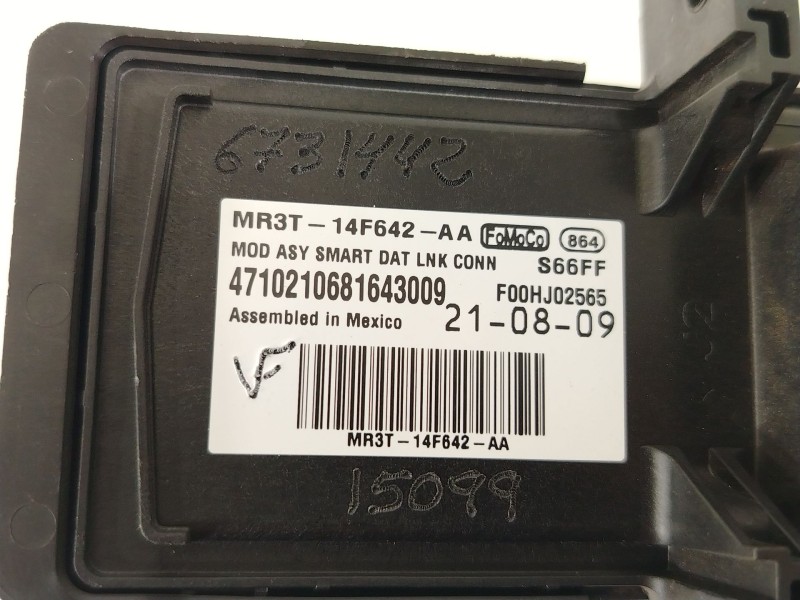 6731442
MR3T-14F642-AA FoMoCo 864
MOD ASY SMART DAT LNK CONN S66FF
4710210681643009 F00HJ02565
Assembled in Mexico 21-08-09
VF
MR3T-14F642-AA
15099